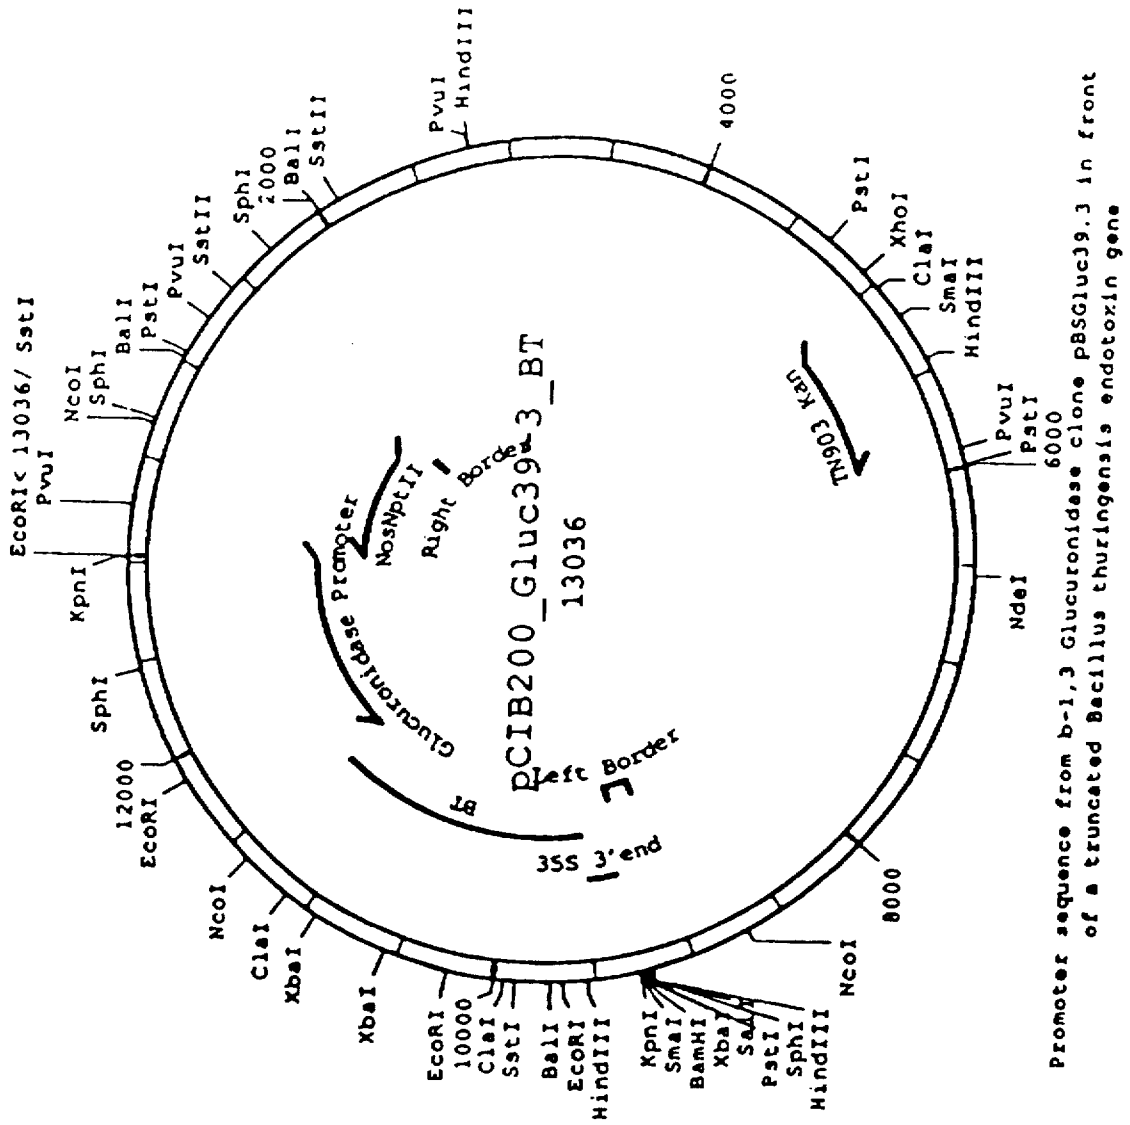 EcoRI< 13036/ SstI
PvuI
NcoI
SphI
BalI
PstI
PvuI
SstII
SphI
2000
BalI
SstII
PvuI
HindIII
4000
PstI
XhoI
ClaI
SmaI
HindIII
PvuI
PstI
6000
NdeI
8000
NcoI
HindIII
SphI
PstI
XbaI
BamHI
SmaI
KpnI
HindIII
EcoRI
BalI
SstI
ClaI
10000
EcoRI
XbaI
XbaI
ClaI
NcoI
EcoRI
12000
SphI
KpnI
Glucuronidase Promoter
NosNptII
Right Border
TN903 Kan
BT
35S 3'end
Left Border
pCIB200_Gluc39-3_BT
13036
Promoter sequence from b-1,3 Glucuronidase clone pBSGluc39.3 in front
of a truncated Bacillus thuringensis endotoxin gene